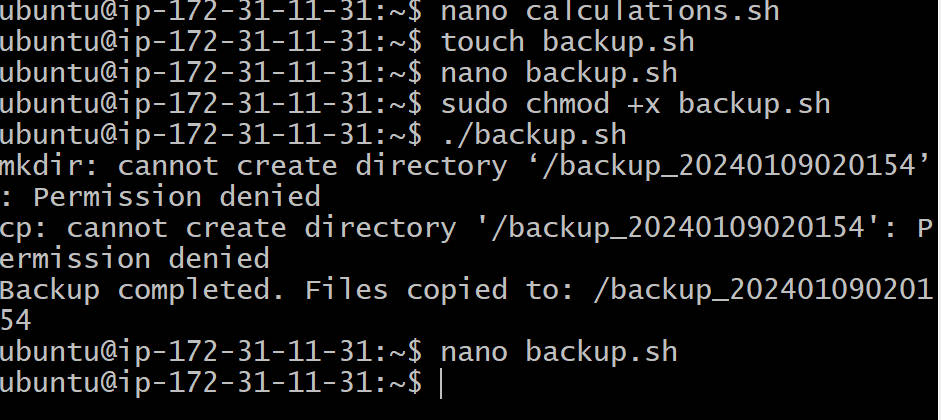 ubuntu@ip-172-31-11-31:~$ nano calculations.sh
ubuntu@ip-172-31-11-31:~$ touch backup.sh
ubuntu@ip-172-31-11-31:~$ nano backup.sh
ubuntu@ip-172-31-11-31:~$ sudo chmod +x backup.sh
ubuntu@ip-172-31-11-31:~$ ./backup.sh
mkdir: cannot create directory ‘/backup_20240109020154’
: Permission denied
cp: cannot create directory '/backup_20240109020154': P
ermission denied
Backup completed. Files copied to: /backup_202401090201
54
ubuntu@ip-172-31-11-31:~$ nano backup.sh
ubuntu@ip-172-31-11-31:~$